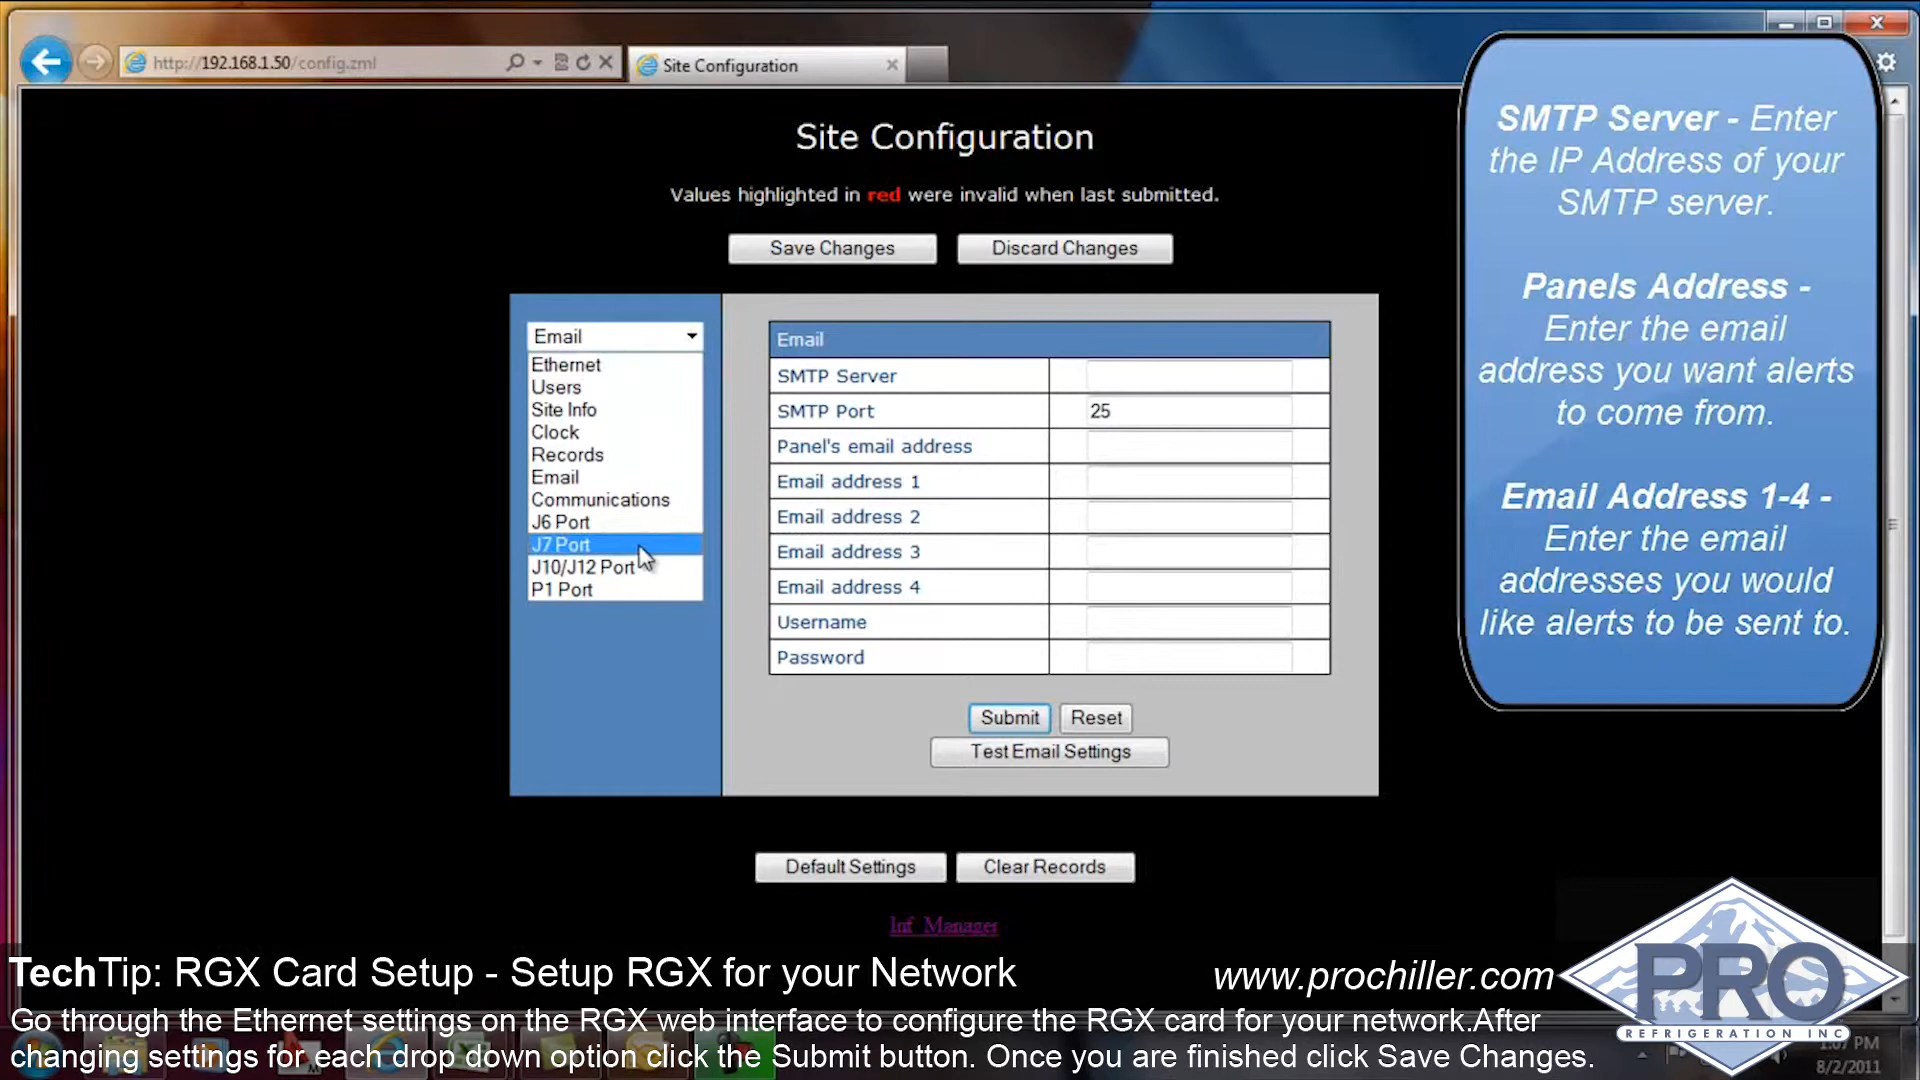 http://192.168.1.50/config.zml
Site Configuration
Site Configuration
Values highlighted in red were invalid when last submitted.
Save Changes
Discard Changes
Email
Ethernet
Users
Site Info
Clock
Records
Email
Communications
J6 Port
J7 Port
J10/J12 Port
P1 Port
Email
SMTP Server
SMTP Port 25
Panel's email address
Email address 1
Email address 2
Email address 3
Email address 4
Username
Password
Submit
Reset
Test Email Settings
Default Settings
Clear Records
Inf Manager
SMTP Server - Enter
the IP Address of your
SMTP server.
Panels Address -
Enter the email
address you want alerts
to come from.
Email Address 1-4 -
Enter the email
addresses you would
like alerts to be sent to.
TechTip: RGX Card Setup - Setup RGX for your Network
www.prochiller.com
Go through the Ethernet settings on the RGX web interface to configure the RGX card for your network.After
changing settings for each drop down option click the Submit button. Once you are finished click Save Changes.
PRO
REFRIGERATION INC
1:07 PM
8/2/2011